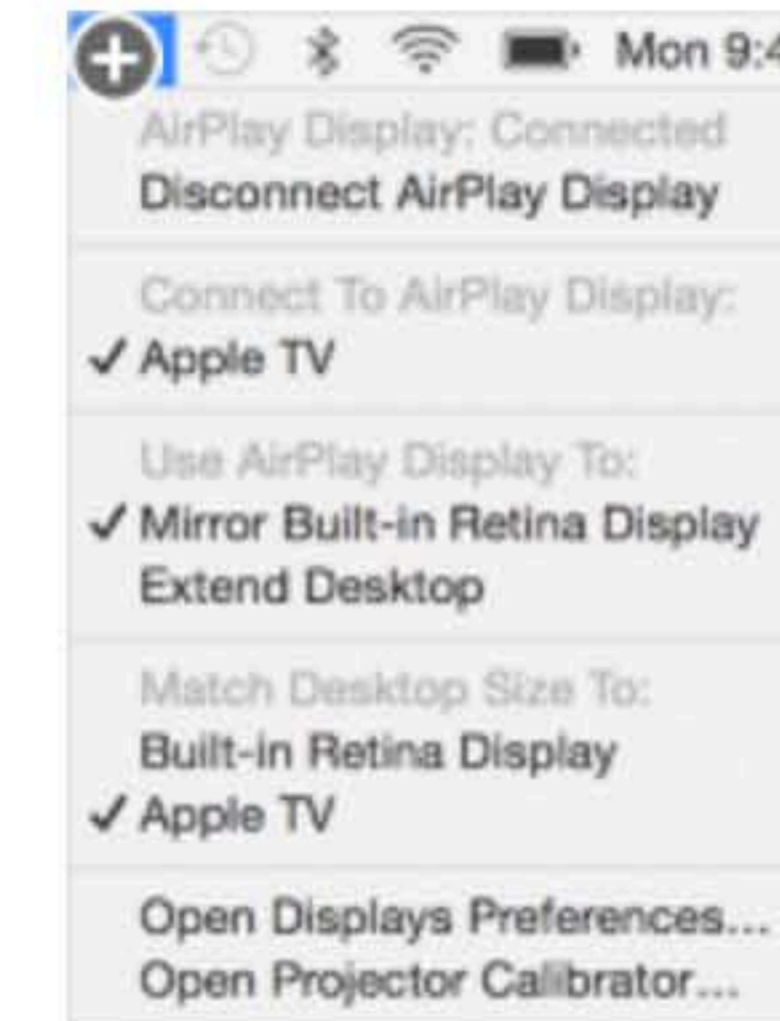 Mon 9:4
AirPlay Display: Connected
Disconnect AirPlay Display
Connect To AirPlay Display:
✓ Apple TV
Use AirPlay Display To:
✓ Mirror Built-in Retina Display
Extend Desktop
Match Desktop Size To:
Built-in Retina Display
✓ Apple TV
Open Displays Preferences...
Open Projector Calibrator...